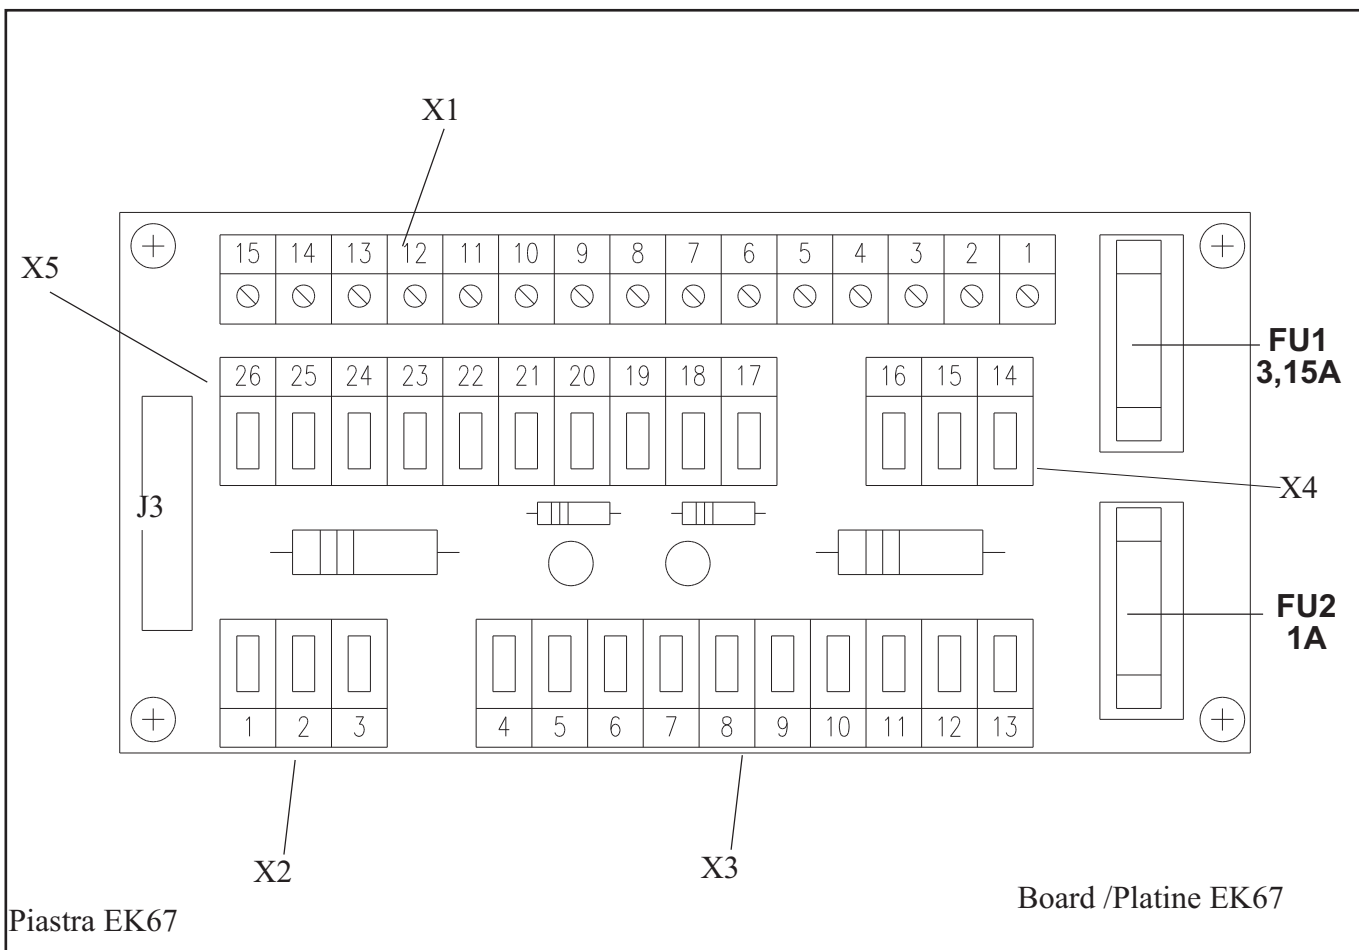 X1
X5
15 14 13 12 11 10 9 8 7 6 5 4 3 2 1
FU1
3,15A
26 25 24 23 22 21 20 19 18 17
16 15 14
X4
J3
FU2
1A
1 2 3
4 5 6 7 8 9 10 11 12 13
X2
X3
Board /Platine EK67
Piastra EK67